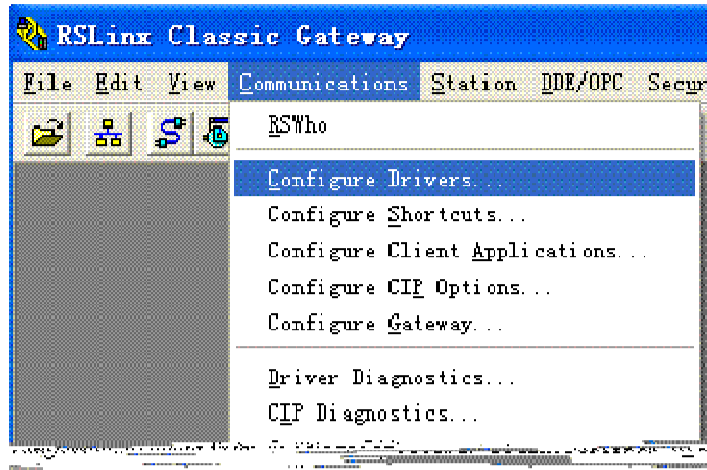 RSLinx Classic Gateway
File Edit View Communications Station DDE/OPC
RSWho
Configure Drivers...
Configure Shortcuts...
Configure Client Applications...
Configure CIP Options...
Configure Gateway...
Driver Diagnostics...
CIP Diagnostics...